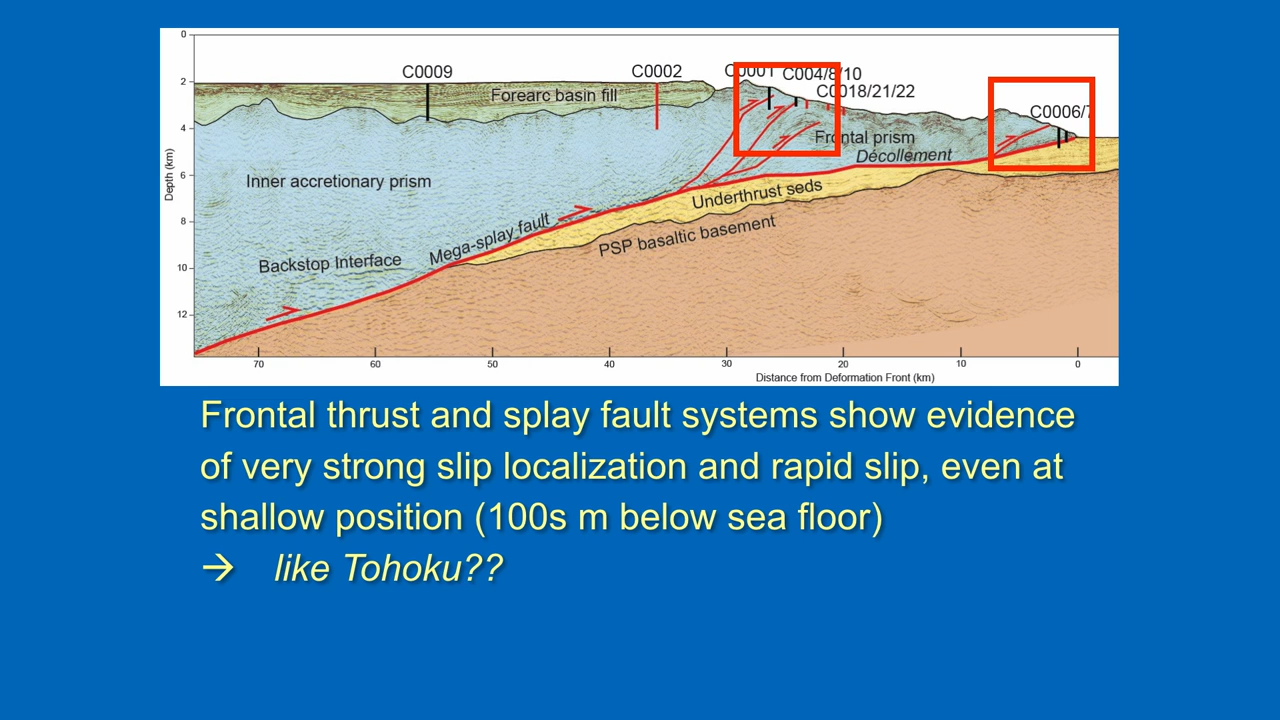 0
2
4
6
8
10
12
Depth (km)
C0009
C0002
C0001
C004/8/10
C0018/21/22
C0006/7
Forearc basin fill
Frontal prism
Décollement
Inner accretionary prism
Underthrust seds
Mega-splay fault
PSP basaltic basement
Backstop Interface
70 60 50 40 30 20 10 0
Distance from Deformation Front (km)
Frontal thrust and splay fault systems show evidence
of very strong slip localization and rapid slip, even at
shallow position (100s m below sea floor)
→ like Tohoku??